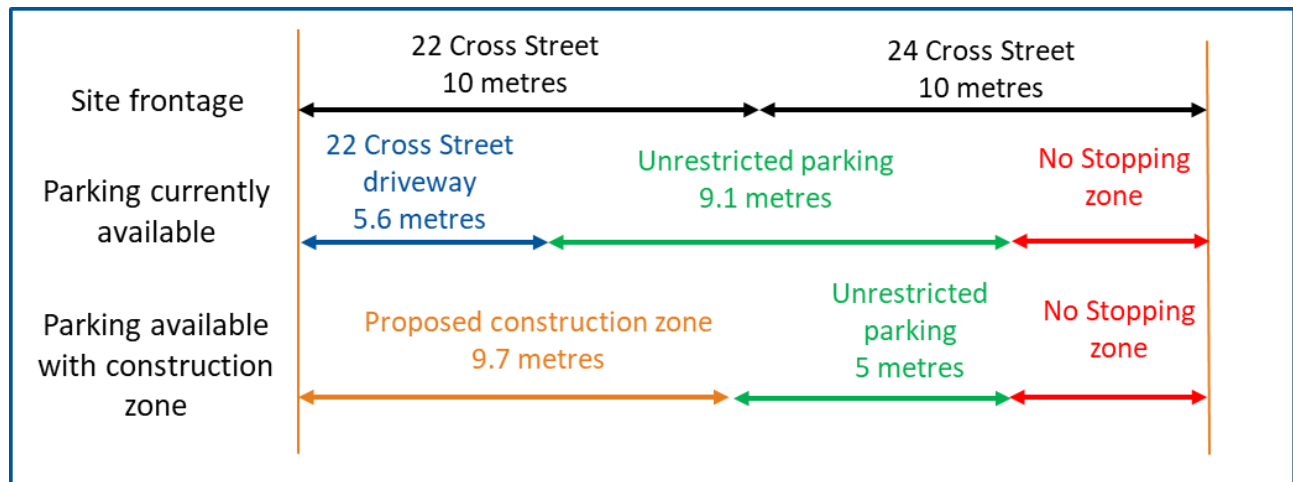 22 Cross Street
10 metres
24 Cross Street
10 metres
Site frontage
22 Cross Street
driveway
5.6 metres
Unrestricted parking
9.1 metres
No Stopping
zone
Parking currently
available
Unrestricted
parking
5 metres
Proposed construction zone
9.7 metres
No Stopping
zone
Parking available
with construction
zone